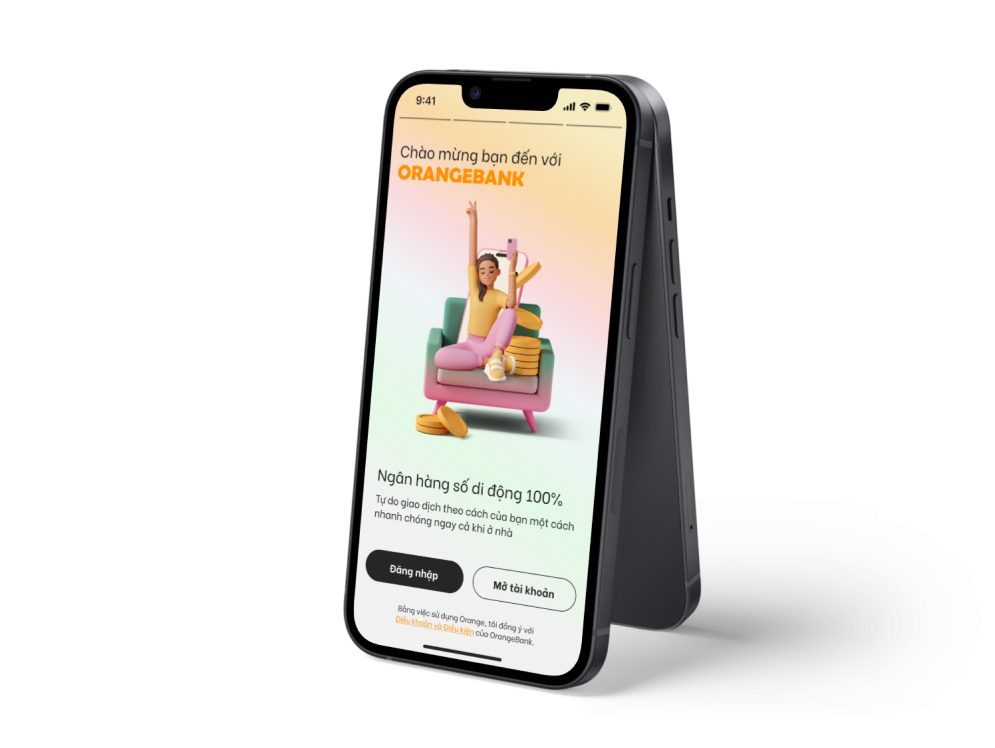 9:41
Chào mừng bạn đến với
ORANGEBANK
Ngân hàng số di động 100%
Tự do giao dịch theo cách của bạn một cách
nhanh chóng ngay cả khi ở nhà
Đăng nhập
Mở tài khoản
Bằng việc sử dụng Orange, tôi đồng ý với
Điều khoản và Điều kiện của OrangeBank.